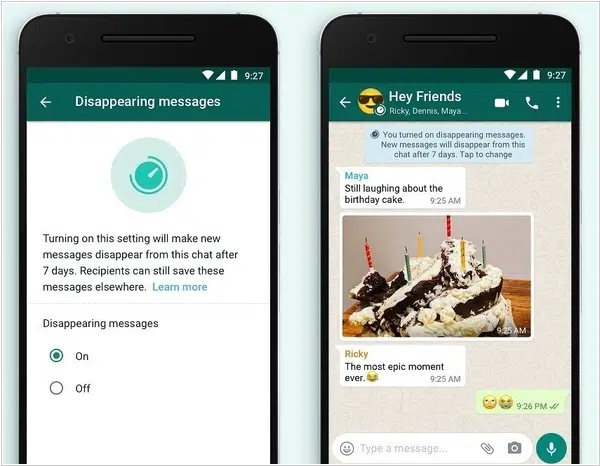 9:27
Disappearing messages
Turning on this setting will make new
messages disappear from this chat after
7 days. Recipients can still save these
messages elsewhere. Learn more
Disappearing messages
On
Off
9:27
Hey Friends
Ricky, Dennis, Maya...
You turned on disappearing messages.
New messages will disappear from this
chat after 7 days. Tap to change
Maya
Still laughing about the
birthday cake. 9:25 AM
9:25 AM
Ricky
The most epic moment
ever.😂 9:25 AM
🙄😭 9:26 PM
Type a message...